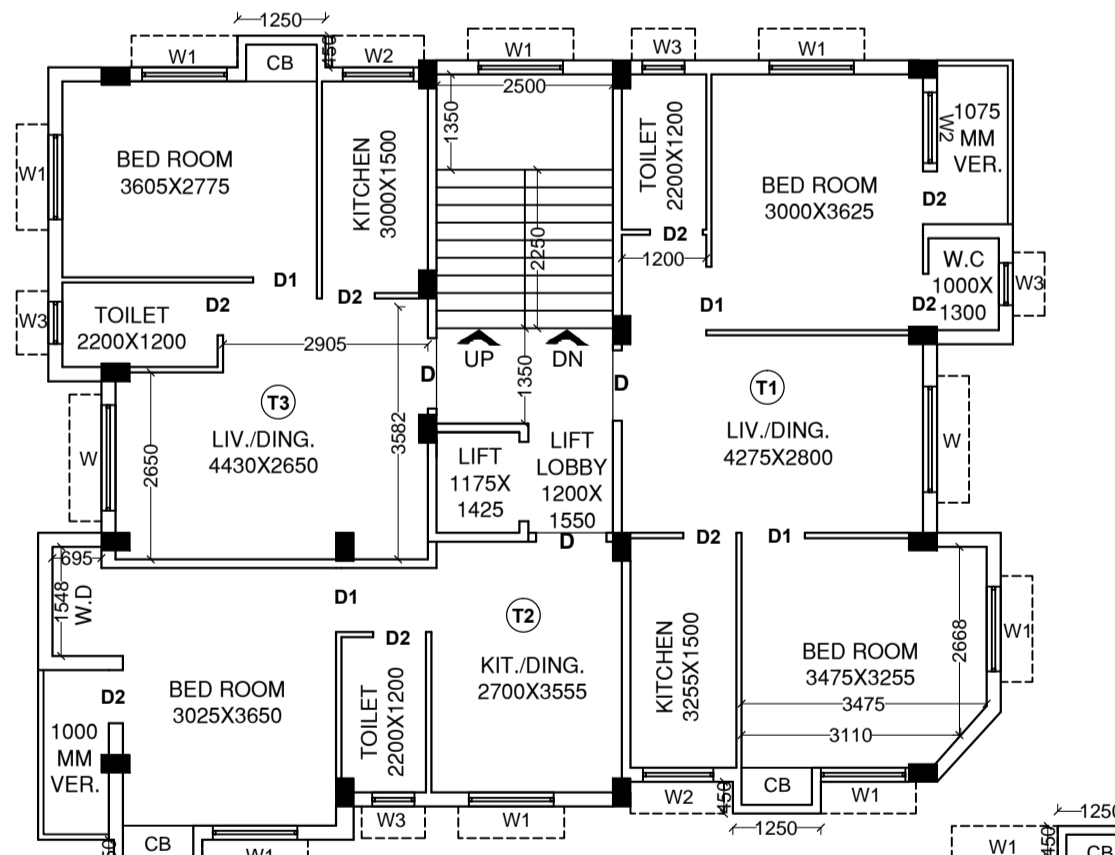 1250
450
W1
CB
W2
W1
W3
W1
2500
1350
BED ROOM
3605X2775
W1
KITCHEN
3000X1500
TOILET
2200X1200
BED ROOM
3000X3625
W2
1075
MM
VER.
D2
D2
1200
2250
D1
D2
W.C
1000X
1300
W3
D2
D1
W3
TOILET
2200X1200
D2
2905
UP
DN
1350
D
D
T3
LIV./DING.
4430X2650
3582
2650
W
T1
LIV./DING.
4275X2800
W
LIFT
1175X
1425
LIFT
LOBBY
1200X
1550
D
D2
D1
695
1548
W.D
D1
T2
D2
KIT./DING.
2700X3555
KITCHEN
3255X1500
BED ROOM
3475X3255
2668
W1
3475
3110
D2
BED ROOM
3025X3650
1000
MM
VER.
TOILET
2200X1200
W3
W1
W2
450
CB
W1
1250
CB
W1
1250
450
W1
CB